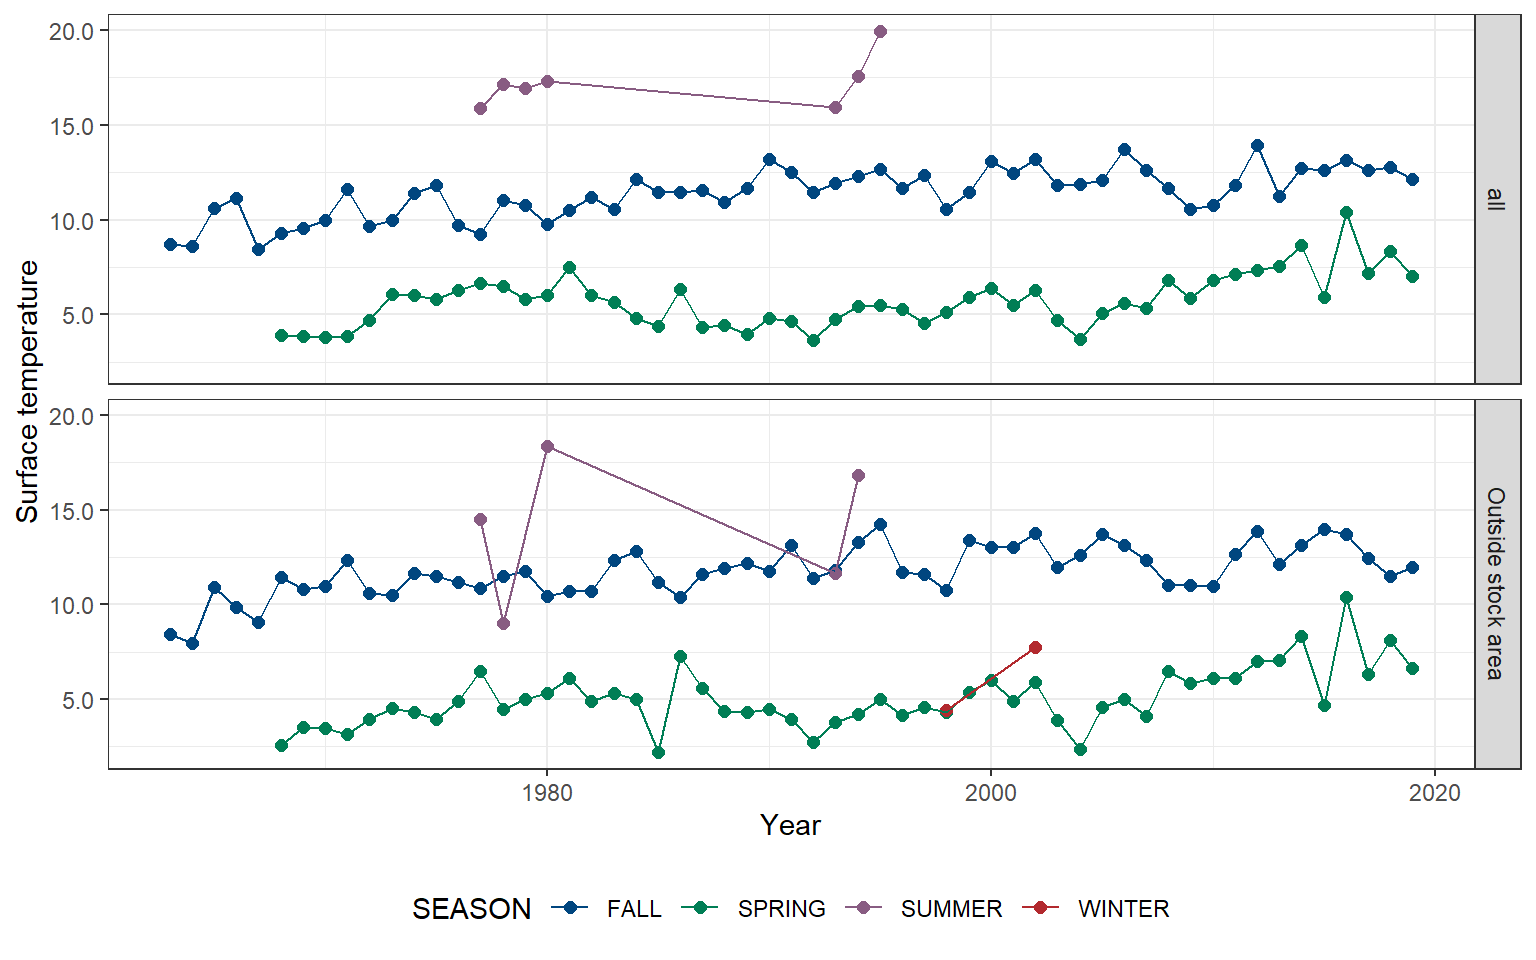 20.0
15.0
10.0
5.0
all
20.0
15.0
10.0
5.0
Outside stock area
Surface temperature
1980 2000 2020
Year
SEASON FALL SPRING SUMMER WINTER